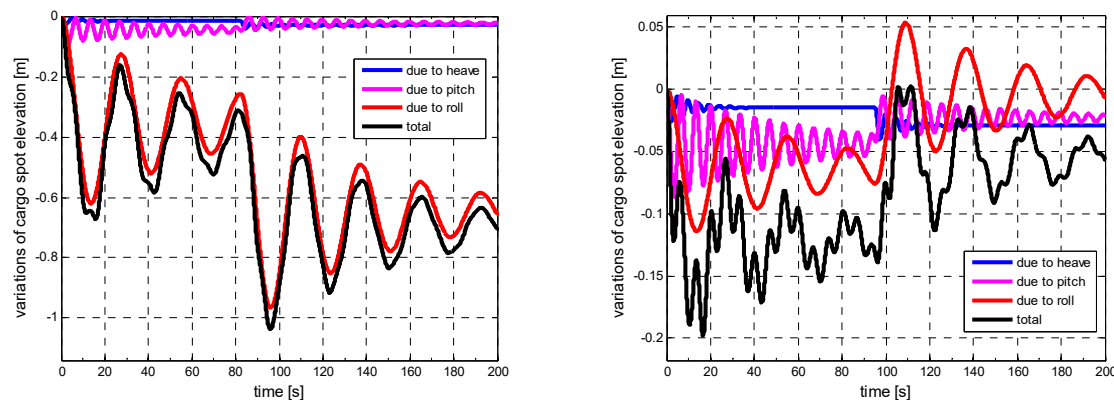 0
-0.2
-0.4
-0.6
-0.8
-1
0 20 40 60 80 100 120 140 160 180 200
time [s]
variations of cargo spot elevation [m]
due to heave
due to pitch
due to roll
total
0.05
0
-0.05
-0.1
-0.15
-0.2
0 20 40 60 80 100 120 140 160 180 200
time [s]
variations of cargo spot elevation [m]
due to heave
due to pitch
due to roll
total